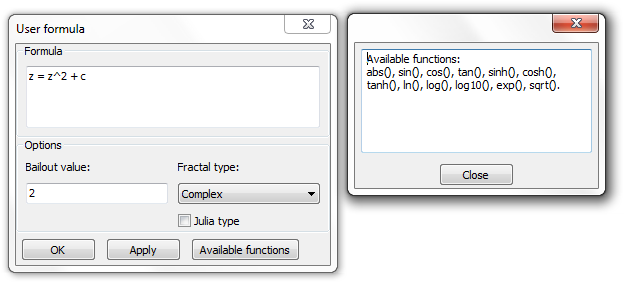 User formula
Formula
z = z^2 + c
Options
Bailout value:
Fractal type:
2
Complex
Julia type
OK
Apply
Available functions
Available functions:
abs(), sin(), cos(), tan(), sinh(), cosh(),
tanh(), ln(), log(), log10(), exp(), sqrt().
Close